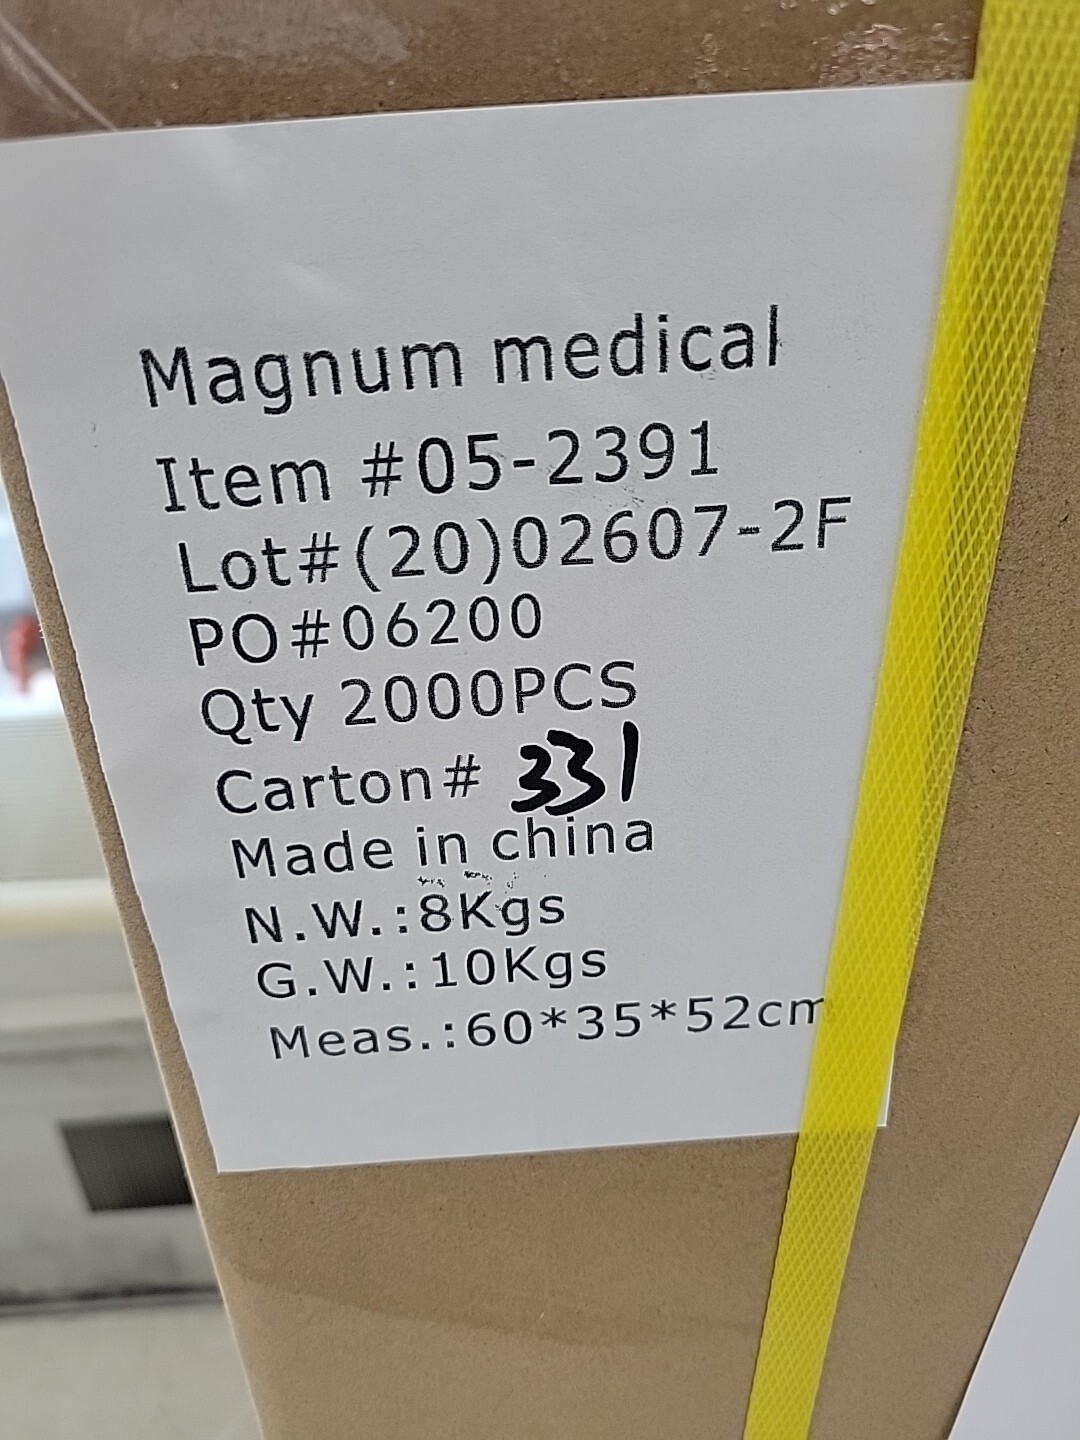 Magnum medical
Item #05-2391
Lot#(20)02607-2F
PO#06200
Qty 2000PCS
Carton# 331
Made in china
N.W.:8Kgs
G.W.:10Kgs
Meas.:60*35*52cm